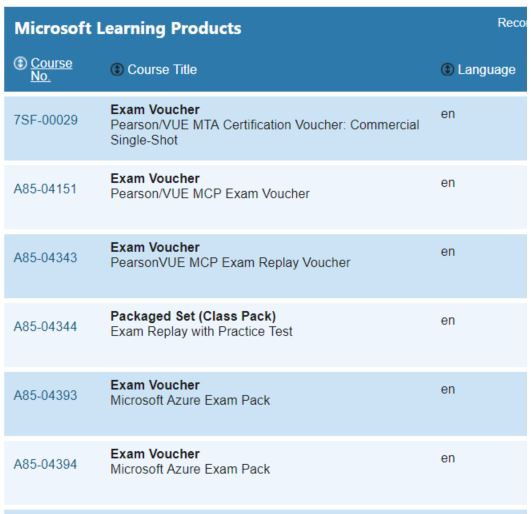 Microsoft Learning Products
Course
No.
Course Title
Language
7SF-00029
Exam Voucher
Pearson/VUE MTA Certification Voucher: Commercial
Single-Shot
en
A85-04151
Exam Voucher
Pearson/VUE MCP Exam Voucher
en
A85-04343
Exam Voucher
PearsonVUE MCP Exam Replay Voucher
en
A85-04344
Packaged Set (Class Pack)
Exam Replay with Practice Test
en
A85-04393
Exam Voucher
Microsoft Azure Exam Pack
en
A85-04394
Exam Voucher
Microsoft Azure Exam Pack
en